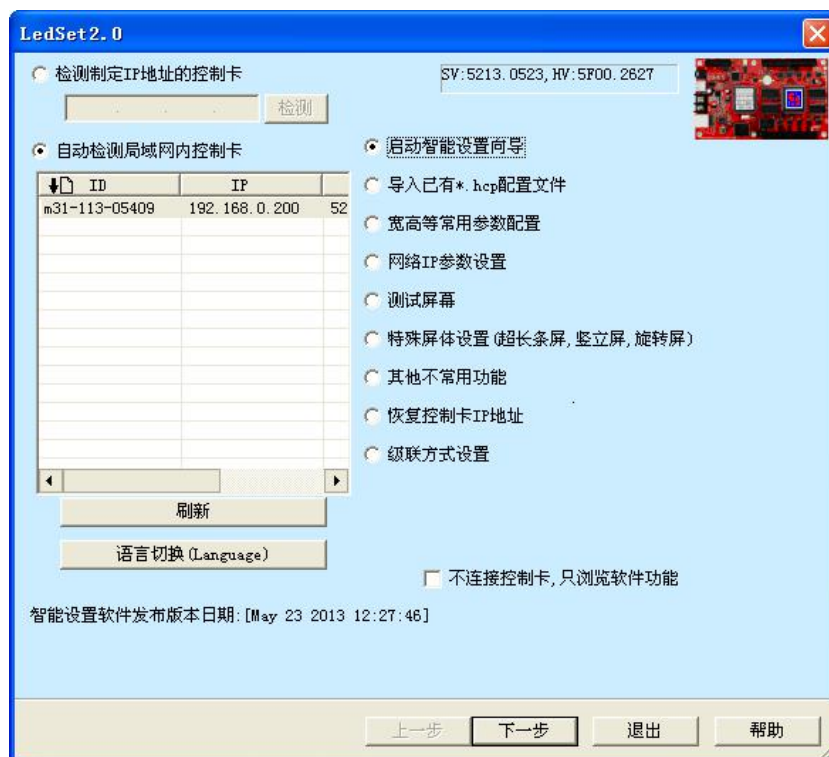 LedSet2.0
检测制定IP地址的控制卡
SV:5213.0523,HV:5F00.2627
检测
自动检测局域网内控制卡
ID IP
m31-113-05409 192.168.0.200 52
刷新
语言切换(Language)
启动智能设置向导
导入已有*.hcp配置文件
宽高等常用参数配置
网络IP参数设置
测试屏幕
特殊屏体设置(超长条屏,竖立屏,旋转屏)
其他不常用功能
恢复控制卡IP地址
级联方式设置
不连接控制卡,只浏览软件功能
智能设置软件发布版本日期:[May 23 2013 12:27:46]
上一步 下一步 退出 帮助